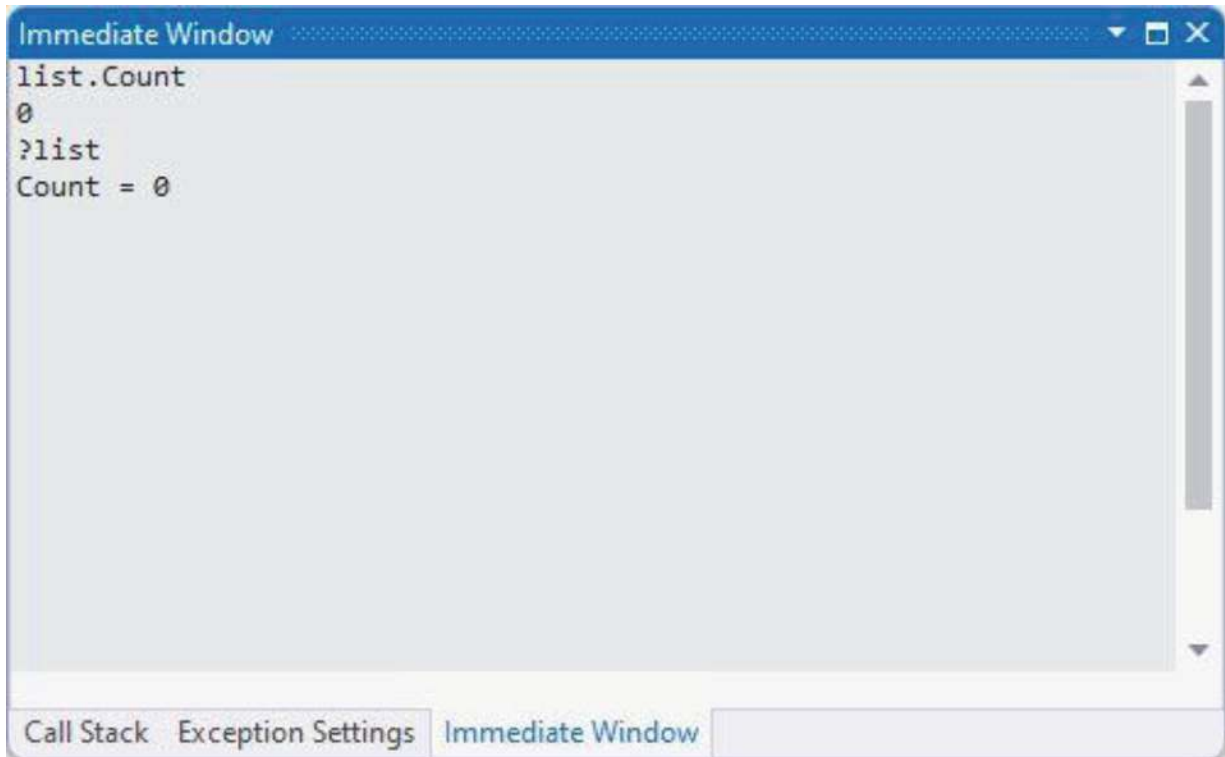 Immediate Window
list.Count
0
?list
Count = 0
Call Stack Exception Settings Immediate Window